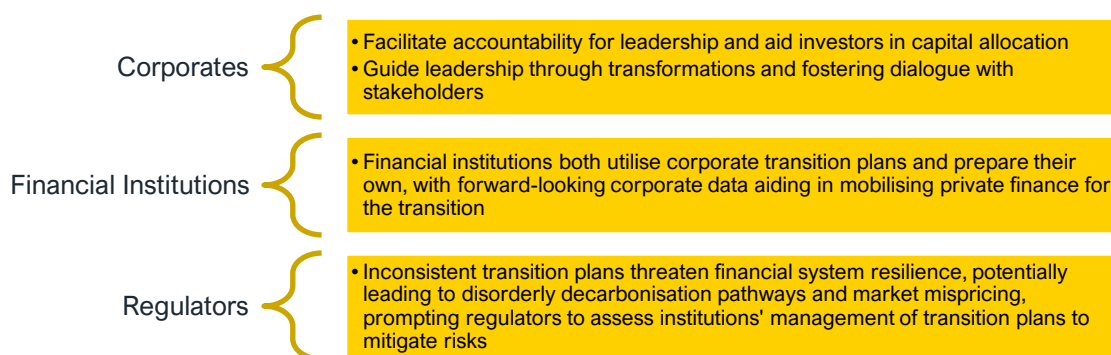 Corporates
• Facilitate accountability for leadership and aid investors in capital allocation
• Guide leadership through transformations and fostering dialogue with
stakeholders
Financial Institutions
• Financial institutions both utilise corporate transition plans and prepare their
own, with forward-looking corporate data aiding in mobilising private finance for
the transition
Regulators
• Inconsistent transition plans threaten financial system resilience, potentially
leading to disorderly decarbonisation pathways and market mispricing,
prompting regulators to assess institutions' management of transition plans to
mitigate risks